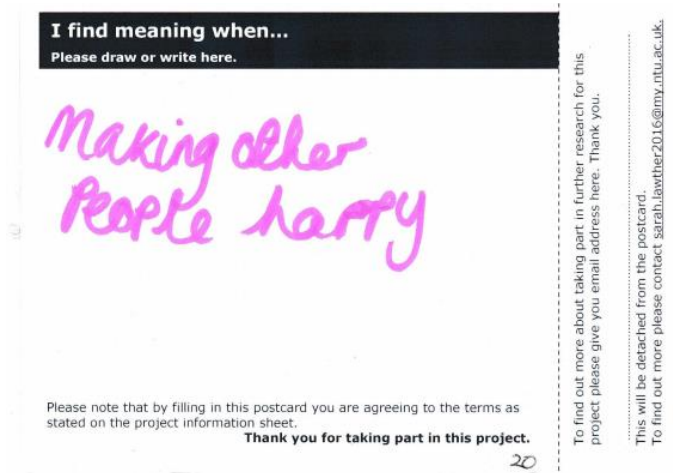 I find meaning when...
Please draw or write here.
Making other
People happy
Please note that by filling in this postcard you are agreeing to the terms as
stated on the project information sheet.
Thank you for taking part in this project.
20
To find out more about taking part in further research for this
project please give you email address here. Thank you.
This will be detached from the postcard.
To find out more please contact sarah.lawther2016@my.ntu.ac.uk.